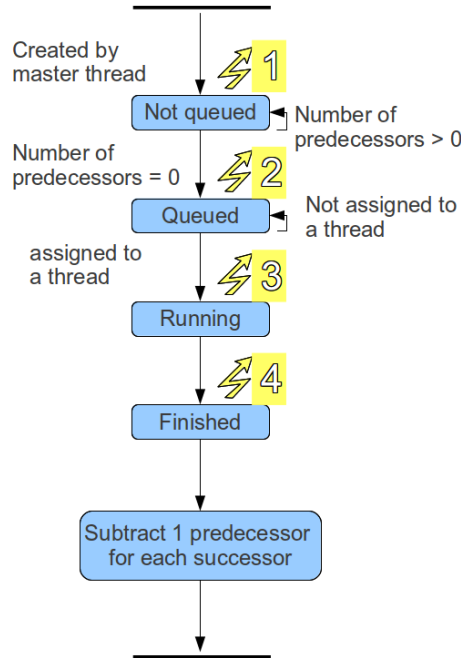 Created by
master thread
1
Not queued
Number of
predecessors > 0
Number of
predecessors = 0
2
Queued
Not assigned to
a thread
assigned to
a thread
3
Running
4
Finished
Subtract 1 predecessor
for each successor